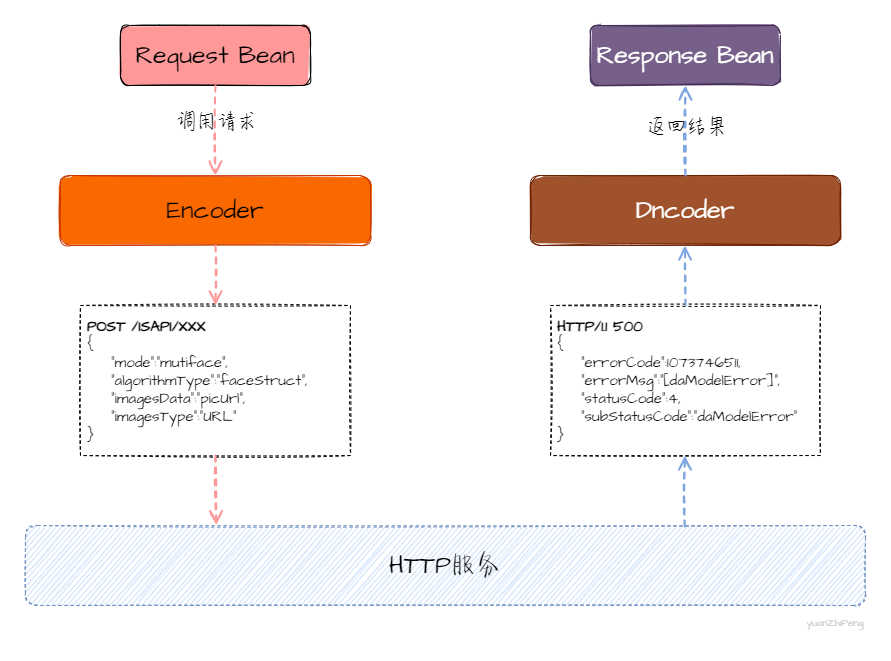 Request Bean
调用请求
Encoder
POST /ISAPI/XXX
{
"mode":"mutiface",
"algorithmType":"faceStruct",
"imagesData":"picUrl",
"imagesType":"URL"
}
Response Bean
返回结果
Dncoder
HTTP/1.1 500
{
"errorCode":1073746511,
"errorMsg":"[daModelError]",
"statusCode":4,
"subStatusCode":"daModelError"
}
HTTP服务
yuanZhiPeng